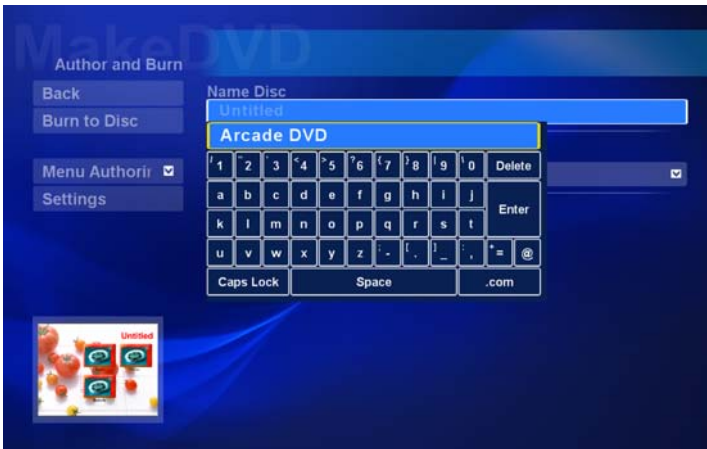 MakeDVD
Author and Burn
Back
Burn to Disc
Menu Authorin
Settings
Name Disc
Untitled
Arcade DVD
1 2 3 < 4 > 5 ? 6 { 7 } 8 | 9 \ 0 Delete
a b c d e f g h i j
Enter
k l m n o p q r s t
u v w x y z ; - [ . ] _ : , * = @
Caps Lock Space .com
Untitled